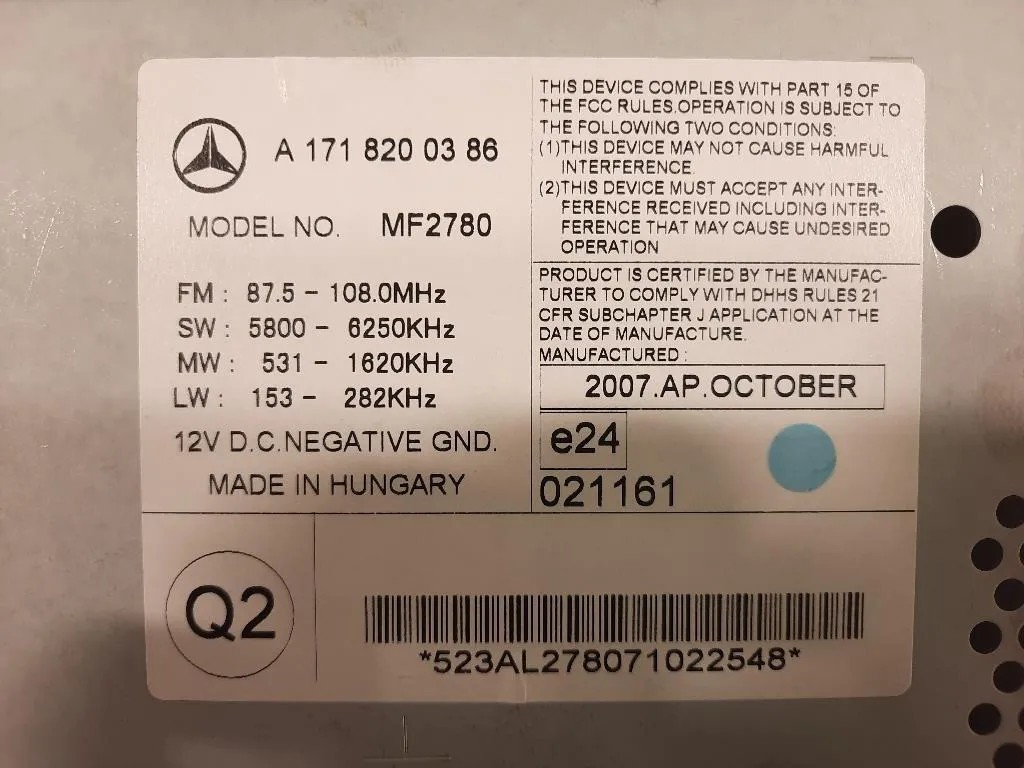 A 171 820 03 86
MODEL NO. MF2780
FM : 87.5 - 108.0MHz
SW : 5800 - 6250KHz
MW : 531 - 1620KHz
LW : 153 - 282KHz
12V D.C.NEGATIVE GND.
MADE IN HUNGARY
THIS DEVICE COMPLIES WITH PART 15 OF
THE FCC RULES.OPERATION IS SUBJECT TO
THE FOLLOWING TWO CONDITIONS:
(1)THIS DEVICE MAY NOT CAUSE HARMFUL
INTERFERENCE.
(2)THIS DEVICE MUST ACCEPT ANY INTER-
FERENCE RECEIVED INCLUDING INTER-
FERENCE THAT MAY CAUSE UNDESIRED
OPERATION
PRODUCT IS CERTIFIED BY THE MANUFAC-
TURER TO COMPLY WITH DHHS RULES 21
CFR SUBCHAPTER J APPLICATION AT THE
DATE OF MANUFACTURE.
MANUFACTURED :
2007.AP.OCTOBER
e24
021161
Q2
*523AL278071022548*